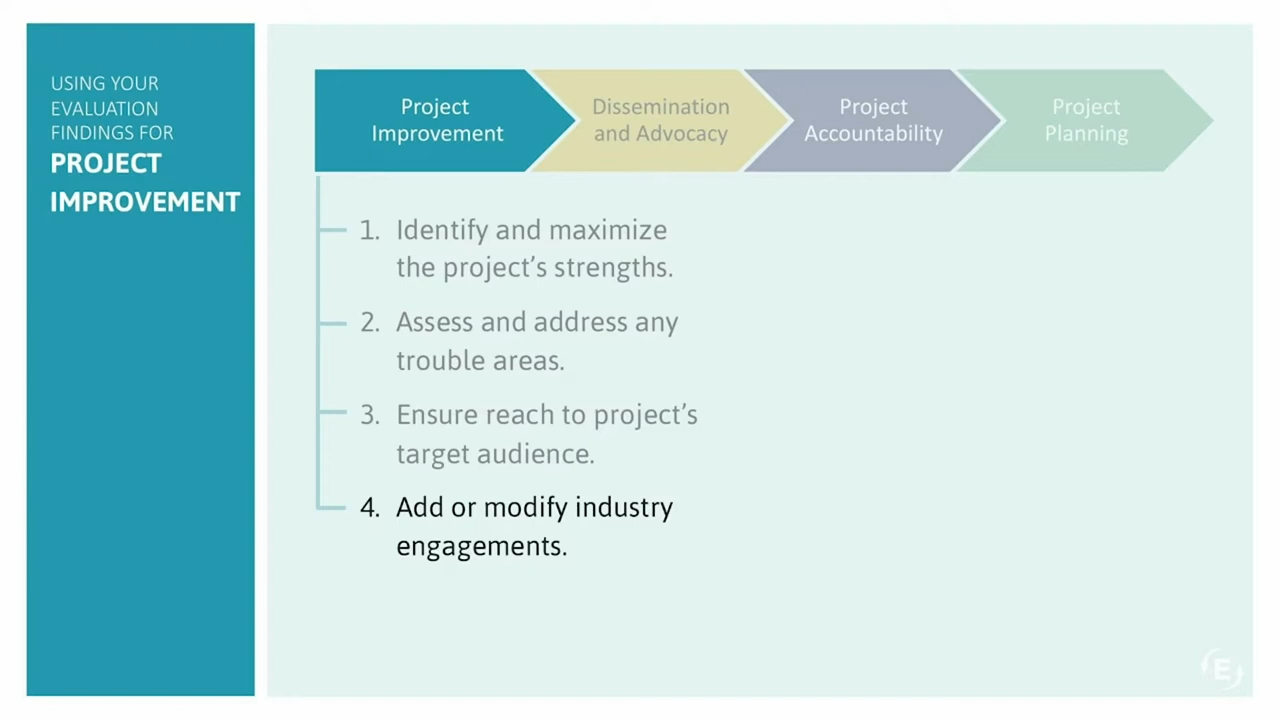 USING YOUR
EVALUATION
FINDINGS FOR
PROJECT
IMPROVEMENT
Project
Improvement
Dissemination
and Advocacy
Project
Accountability
Project
Planning
1. Identify and maximize
the project's strengths.
2. Assess and address any
trouble areas.
3. Ensure reach to project's
target audience.
4. Add or modify industry
engagements.
E